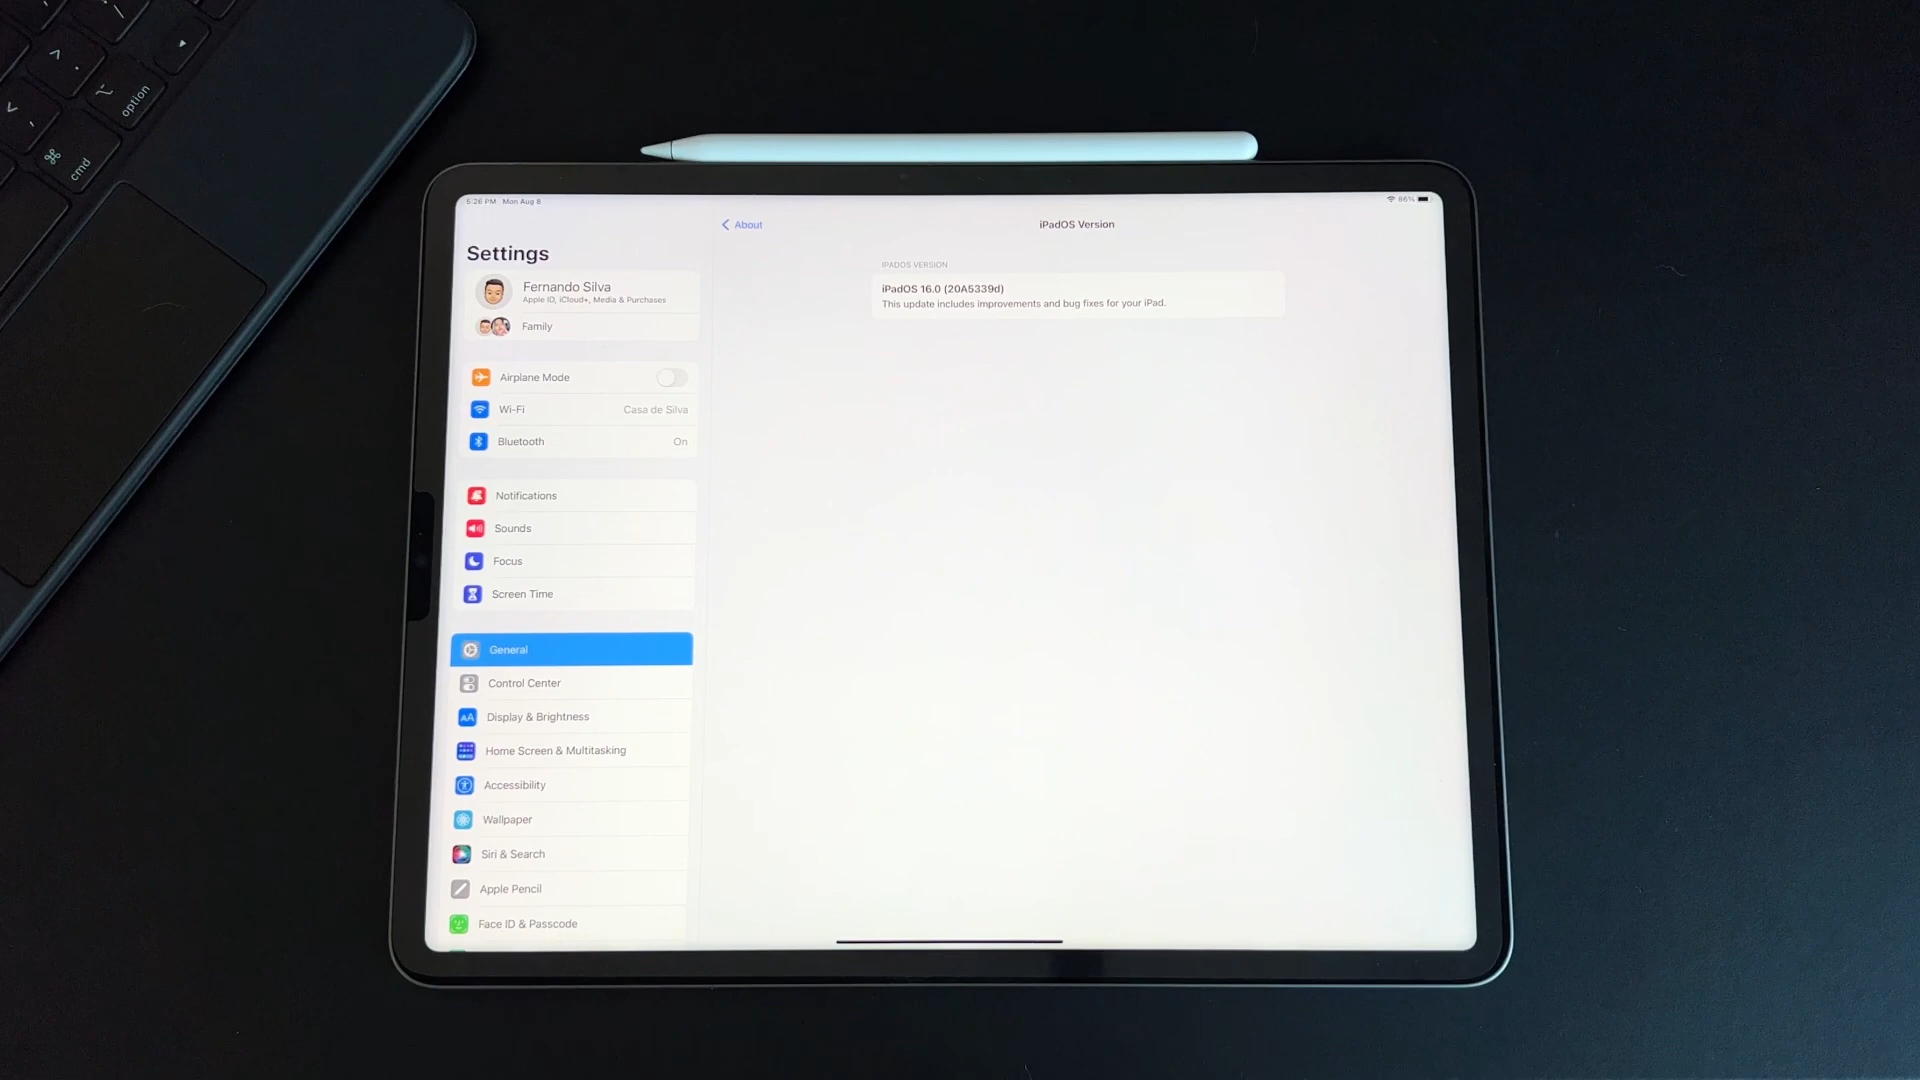 option
cmd
5:26 PM Mon Aug 8
86%
Settings
Fernando Silva
Apple ID, iCloud+, Media & Purchases
Family
Airplane Mode
Wi-Fi
Casa de Silva
Bluetooth
On
Notifications
Sounds
Focus
Screen Time
General
Control Center
AA
Display & Brightness
Home Screen & Multitasking
Accessibility
Wallpaper
Siri & Search
Apple Pencil
Face ID & Passcode
About
iPadOS Version
IPADOS VERSION
iPadOS 16.0 (20A5339d)
This update includes improvements and bug fixes for your iPad.